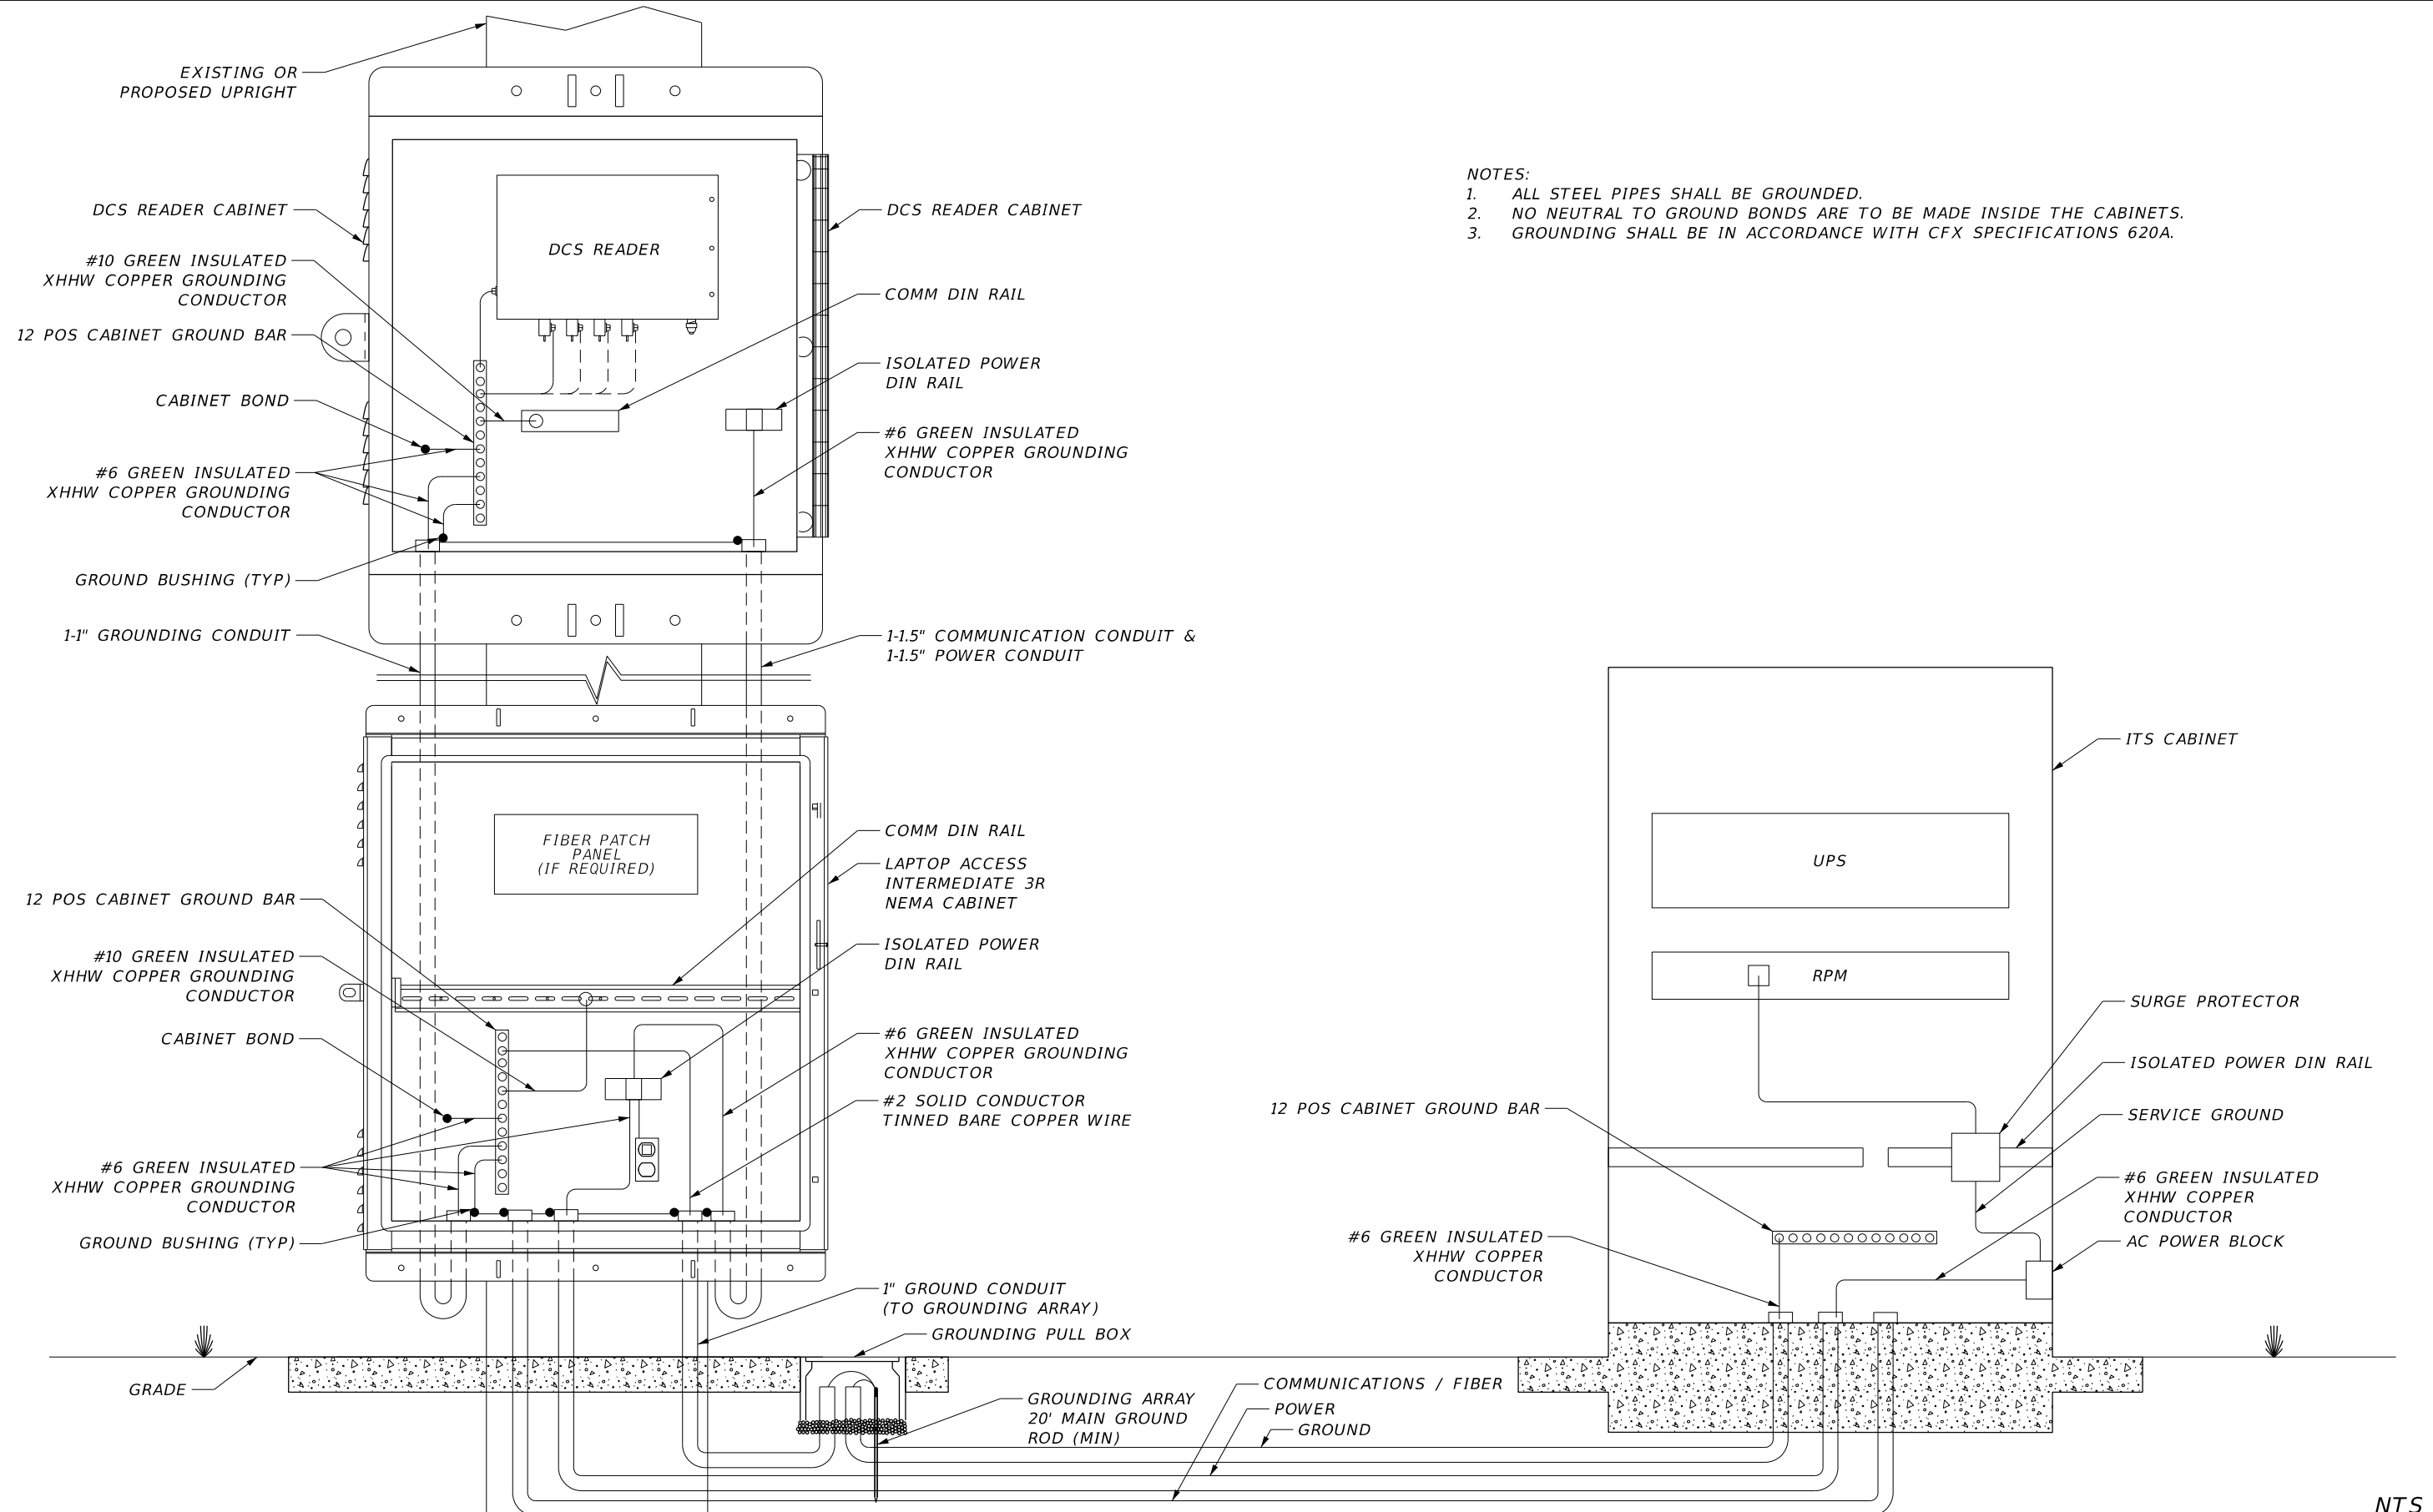 EXISTING OR
PROPOSED UPRIGHT
DCS READER CABINET
#10 GREEN INSULATED
XHHW COPPER GROUNDING
CONDUCTOR
12 POS CABINET GROUND BAR
CABINET BOND
#6 GREEN INSULATED
XHHW COPPER GROUNDING
CONDUCTOR
GROUND BUSHING (TYP)
1-1" GROUNDING CONDUIT
DCS READER
DCS READER CABINET
COMM DIN RAIL
ISOLATED POWER
DIN RAIL
#6 GREEN INSULATED
XHHW COPPER GROUNDING
CONDUCTOR
1-1.5" COMMUNICATION CONDUIT &
1-1.5" POWER CONDUIT
NOTES:
1. ALL STEEL PIPES SHALL BE GROUNDED.
2. NO NEUTRAL TO GROUND BONDS ARE TO BE MADE INSIDE THE CABINETS.
3. GROUNDING SHALL BE IN ACCORDANCE WITH CFX SPECIFICATIONS 620A.
FIBER PATCH
PANEL
(IF REQUIRED)
12 POS CABINET GROUND BAR
#10 GREEN INSULATED
XHHW COPPER GROUNDING
CONDUCTOR
CABINET BOND
#6 GREEN INSULATED
XHHW COPPER GROUNDING
CONDUCTOR
GROUND BUSHING (TYP)
GRADE
COMM DIN RAIL
LAPTOP ACCESS
INTERMEDIATE 3R
NEMA CABINET
ISOLATED POWER
DIN RAIL
#6 GREEN INSULATED
XHHW COPPER GROUNDING
CONDUCTOR
#2 SOLID CONDUCTOR
TINNED BARE COPPER WIRE
1" GROUND CONDUIT
(TO GROUNDING ARRAY)
GROUNDING PULL BOX
GROUNDING ARRAY
20' MAIN GROUND
ROD (MIN)
COMMUNICATIONS / FIBER
POWER
GROUND
ITS CABINET
UPS
RPM
SURGE PROTECTOR
ISOLATED POWER DIN RAIL
SERVICE GROUND
12 POS CABINET GROUND BAR
#6 GREEN INSULATED
XHHW COPPER
CONDUCTOR
#6 GREEN INSULATED
XHHW COPPER
CONDUCTOR
AC POWER BLOCK
NTS